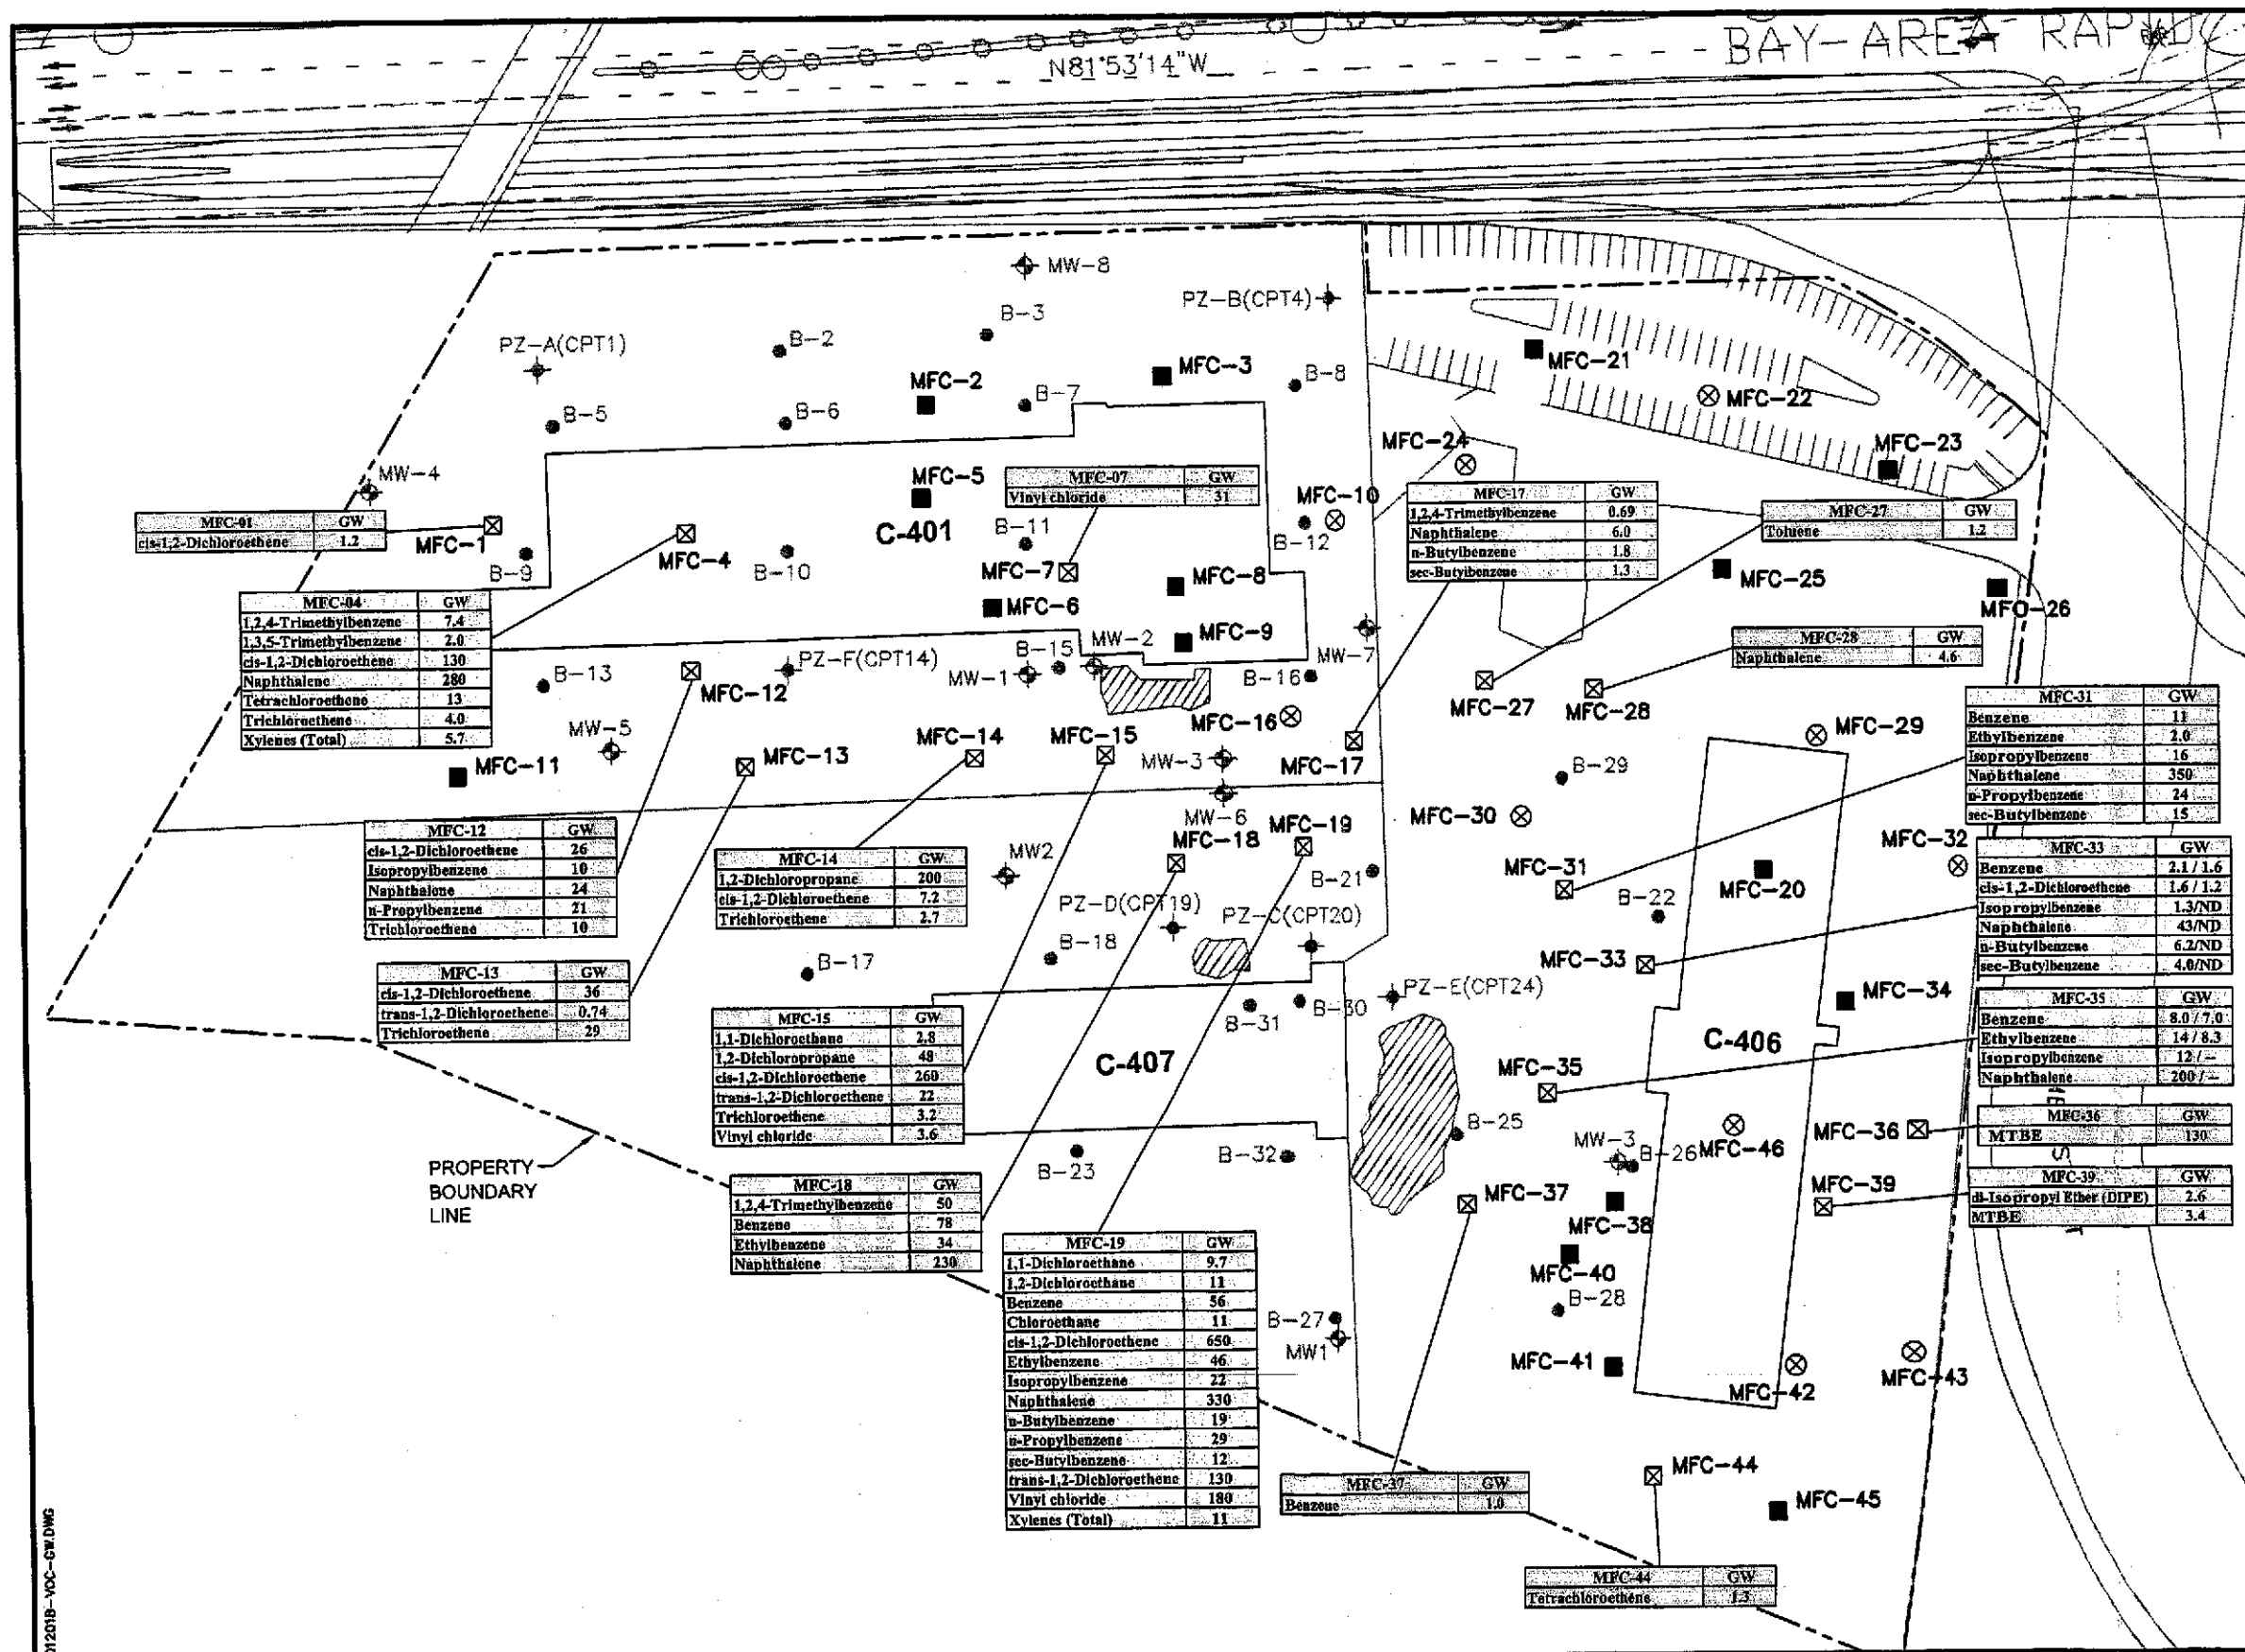 BAY-AREA RAPID
N81°53'14"W
MW-8
PZ-B(CPT4)
B-3
B-2
PZ-A(CPT1)
MFC-21
MFC-3
B-8
MFC-2
B-7
MFC-22
B-6
B-5
MFC-24
MFC-23
MW-4
MFC-5
MFC-07 GW
Vinyl chloride 31
MFC-10
MFC-17 GW
1,2,4-Trimethylbenzene 0.69
Naphthalene 6.0
n-Butylbenzene 1.8
sec-Butylbenzene 1.3
MFC-27 GW
Toluene 1.2
MFC-01 GW
cis-1,2-Dichloroethene 1.2
MFC-1
MFC-4
C-401
B-11
B-12
B-9
B-10
MFC-7
MFC-8
MFC-25
MFC-26
MFC-6
MFC-04 GW
1,2,4-Trimethylbenzene 7.4
1,3,5-Trimethylbenzene 2.0
cis-1,2-Dichloroethene 130
Naphthalene 280
Tetrachloroethene 13
Trichloroethene 4.0
Xylenes (Total) 5.7
MFC-9
MFC-28 GW
Naphthalene 4.6
B-15
MW-2
MW-7
PZ-F(CPT14)
MW-1
B-16
B-13
MFC-12
MFC-27
MFC-28
MFC-31 GW
Benzene 11
Ethylbenzene 2.0
Isopropylbenzene 16
Naphthalene 350
n-Propylbenzene 24
sec-Butylbenzene 15
MFC-16
MW-5
MFC-14
MFC-15
MFC-29
MFC-11
MFC-13
MW-3
MFC-17
B-29
MW-6
MFC-30
MFC-18
MFC-19
MFC-12 GW
cis-1,2-Dichloroethene 26
Isopropylbenzene 10
Naphthalene 24
n-Propylbenzene 21
Trichloroethene 10
MFC-14 GW
1,2-Dichloropropane 200
cis-1,2-Dichloroethene 7.2
Trichloroethene 2.7
MW2
B-21
MFC-31
MFC-20
MFC-32
MFC-33 GW
Benzene 2.1 / 1.6
cis-1,2-Dichloroethene 1.6 / 1.2
Isopropylbenzene 1.3/ND
Naphthalene 43/ND
n-Butylbenzene 6.2/ND
sec-Butylbenzene 4.0/ND
PZ-D(CPT19)
PZ-C(CPT20)
B-22
B-18
B-17
MFC-33
MFC-13 GW
cis-1,2-Dichloroethene 36
trans-1,2-Dichloroethene 0.74
Trichloroethene 29
PZ-E(CPT24)
MFC-34
B-31
B-30
MFC-35 GW
Benzene 8.0 / 7.0
Ethylbenzene 14 / 8.3
Isopropylbenzene 12 / --
Naphthalene 200 / --
MFC-15 GW
1,1-Dichloroethane 2.8
1,2-Dichloropropane 48
cis-1,2-Dichloroethene 260
trans-1,2-Dichloroethene 22
Trichloroethene 3.2
Vinyl chloride 3.6
C-407
C-406
MFC-35
MFC-36 GW
MTBE 130
MFC-36
B-25
MW-3
B-26
MFC-46
PROPERTY
BOUNDARY
LINE
B-23
B-32
MFC-39 GW
di-Isopropyl Ether (DIPE) 2.6
MTBE 3.4
MFC-37
MFC-39
MFC-38
MFC-18 GW
1,2,4-Trimethylbenzene 50
Benzene 78
Ethylbenzene 34
Naphthalene 230
MFC-19 GW
1,1-Dichloroethane 9.7
1,2-Dichloroethane 11
Benzene 56
Chloroethane 11
cis-1,2-Dichloroethene 650
Ethylbenzene 46
Isopropylbenzene 22
Naphthalene 330
n-Butylbenzene 19
n-Propylbenzene 29
sec-Butylbenzene 12
trans-1,2-Dichloroethene 130
Vinyl chloride 180
Xylenes (Total) 11
MFC-40
B-28
B-27
MW1
MFC-41
MFC-42
MFC-43
MFC-44
MFC-37 GW
Benzene 1.0
MFC-45
MFC-44 GW
Tetrachloroethene 1.3
01201B-VOC-GW.DWG